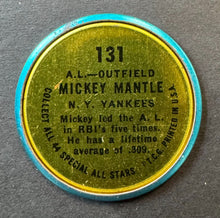 131
A.L.—OUTFIELD
MICKEY MANTLE
N.Y. YANKEES
Mickey led the A.L.
in RBI's five times.
He has a lifetime
average of .309.
COLLECT ALL 44 SPECIAL ALL STARS.
T.C.G. PRINTED IN U.S.A.